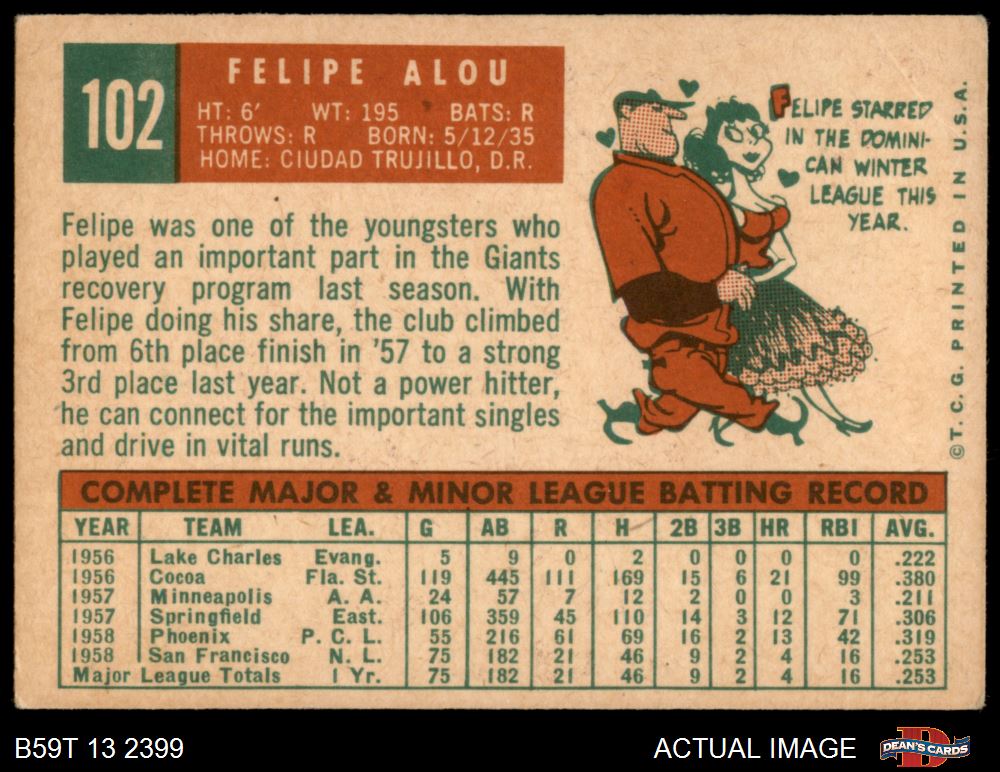 102
FELIPE ALOU
HT: 6' WT: 195 BATS: R
THROWS: R BORN: 5/12/35
HOME: CIUDAD TRUJILLO, D.R.
Felipe was one of the youngsters who
played an important part in the Giants
recovery program last season. With
Felipe doing his share, the club climbed
from 6th place finish in '57 to a strong
3rd place last year. Not a power hitter,
he can connect for the important singles
and drive in vital runs.
FELIPE STARRED
IN THE DOMINI-
CAN WINTER
LEAGUE THIS
YEAR.
©T. C. G. PRINTED IN U.S.A.
COMPLETE MAJOR & MINOR LEAGUE BATTING RECORD
YEAR TEAM LEA. G AB R H 2B 3B HR RBI AVG.
1956 Lake Charles Evang. 5 9 0 2 0 0 0 0 .222
1956 Cocoa Fla. St. 119 445 111 169 15 6 21 99 .380
1957 Minneapolis A. A. 24 57 7 12 2 0 0 3 .211
1957 Springfield East. 106 359 45 110 14 3 12 71 .306
1958 Phoenix P. C. L. 55 216 61 69 16 2 13 42 .319
1958 San Francisco N. L. 75 182 21 46 9 2 4 16 .253
Major League Totals 1 Yr. 75 182 21 46 9 2 4 16 .253
B59T 13 2399
ACTUAL IMAGE
D
DEAN'S CARDS